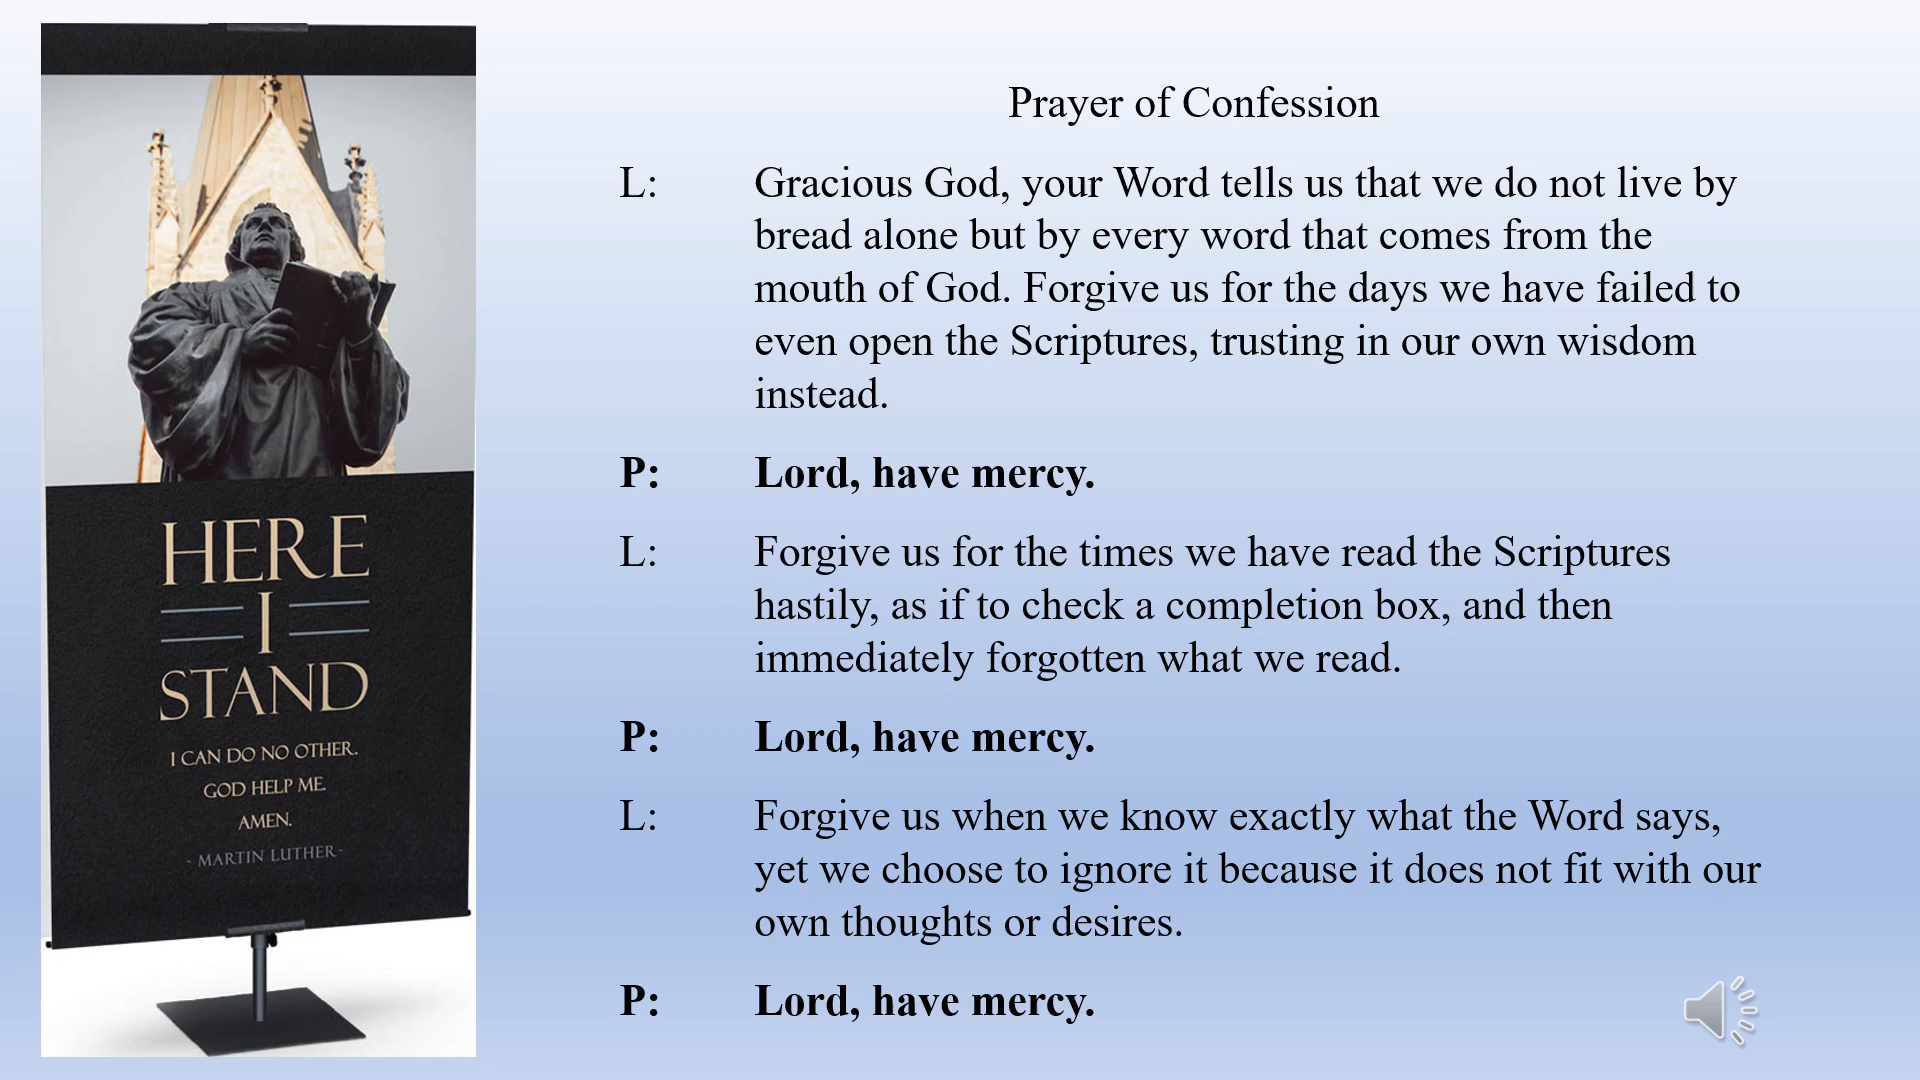 HERE
I
STAND
I CAN DO NO OTHER.
GOD HELP ME.
AMEN.
- MARTIN LUTHER -
Prayer of Confession
L: Gracious God, your Word tells us that we do not live by
bread alone but by every word that comes from the
mouth of God. Forgive us for the days we have failed to
even open the Scriptures, trusting in our own wisdom
instead.
P: Lord, have mercy.
L: Forgive us for the times we have read the Scriptures
hastily, as if to check a completion box, and then
immediately forgotten what we read.
P: Lord, have mercy.
L: Forgive us when we know exactly what the Word says,
yet we choose to ignore it because it does not fit with our
own thoughts or desires.
P: Lord, have mercy.